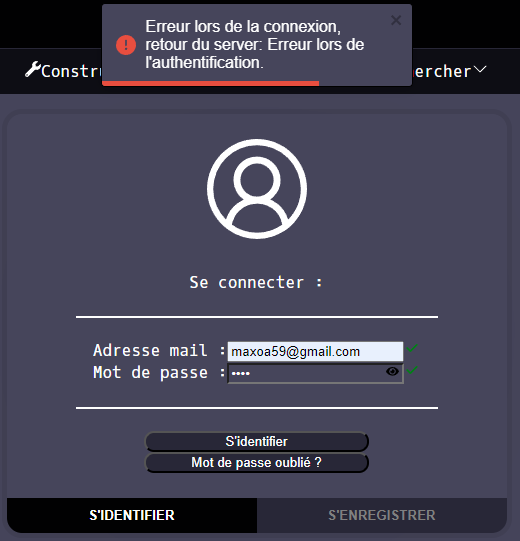 Erreur lors de la connexion,
retour du server: Erreur lors de
l'authentification.
×
Constru
ercher
Se connecter :
Adresse mail :maxoa59@gmail.com
Mot de passe :••••
S'identifier
Mot de passe oublié ?
S'IDENTIFIER S'ENREGISTRER